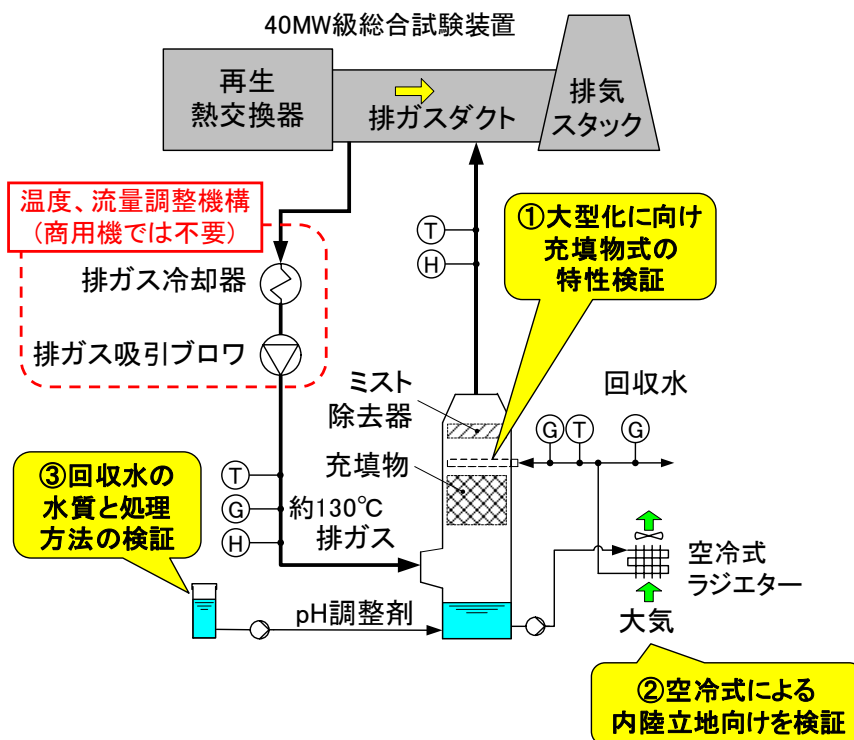 40MW級総合試験装置
再生
熱交換器
排ガスダクト
排気
スタック
温度、流量調整機構
(商用機では不要)
①大型化に向け
充填物式の
特性検証
T
H
排ガス冷却器
排ガス吸引ブロワ
ミスト
除去器
回収水
G
T
G
③回収水の
水質と処理
方法の検証
充填物
T
G
H
約130℃
排ガス
空冷式
ラジエター
pH調整剤
大気
②空冷式による
内陸立地向けを検証